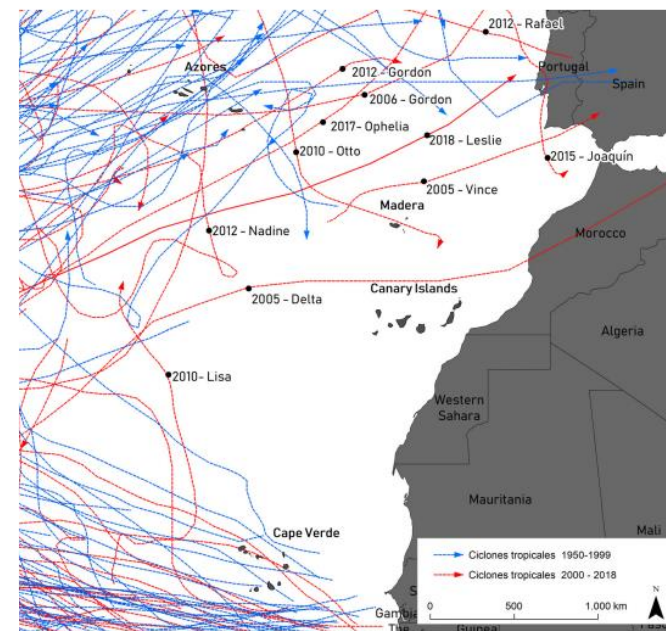 2012 - Rafael
Azores
Portugal
2012 - Gordon
Spain
2006 - Gordon
2017- Ophelia
2018 - Leslie
2010 - Otto
2015 - Joaquín
2005 - Vince
Madera
2012 - Nadine
Morocco
Canary Islands
2005 - Delta
Algeria
2010- Lisa
Western
Sahara
Mauritania
Cape Verde
Mali
Ciclones tropicales 1950-1999
Ciclones tropicales 2000 - 2018
N
0 500 1.000 km
Gambia
The
Guinea